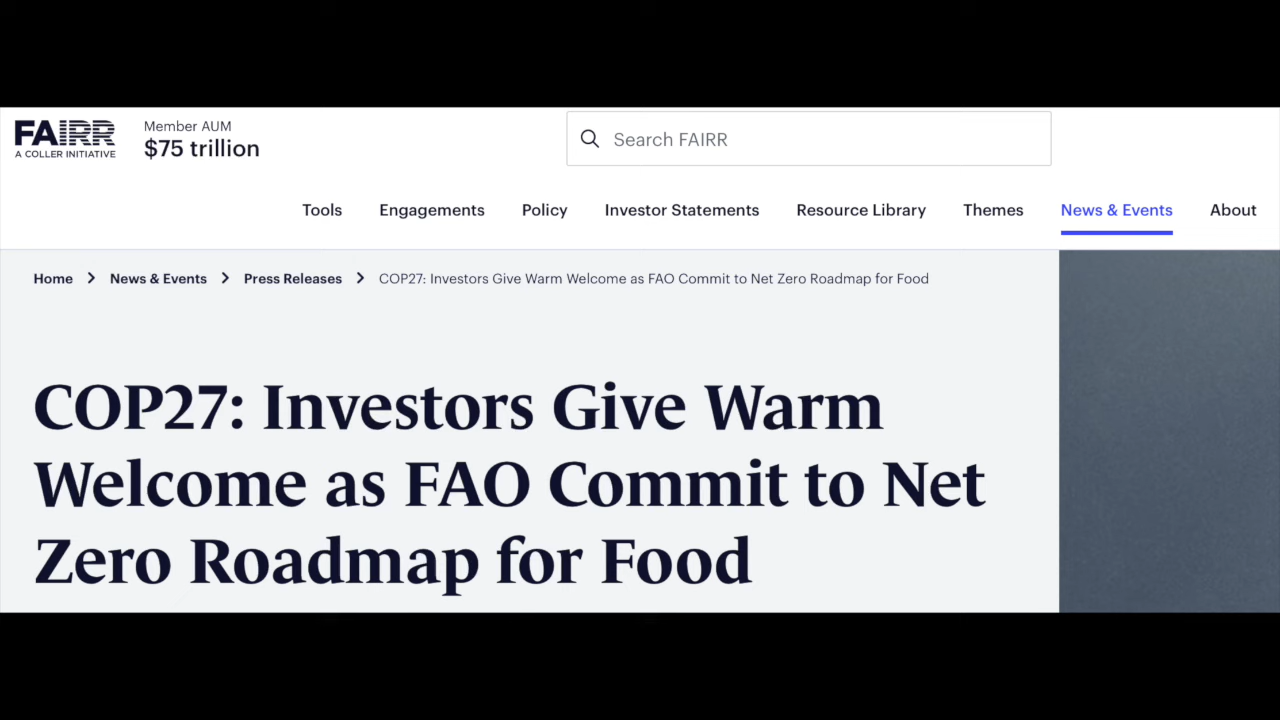 FAIRR
A COLLER INITIATIVE
Member AUM
$75 trillion
Search FAIRR
Tools Engagements Policy Investor Statements Resource Library Themes News & Events About
Home > News & Events > Press Releases > COP27: Investors Give Warm Welcome as FAO Commit to Net Zero Roadmap for Food
COP27: Investors Give Warm
Welcome as FAO Commit to Net
Zero Roadmap for Food